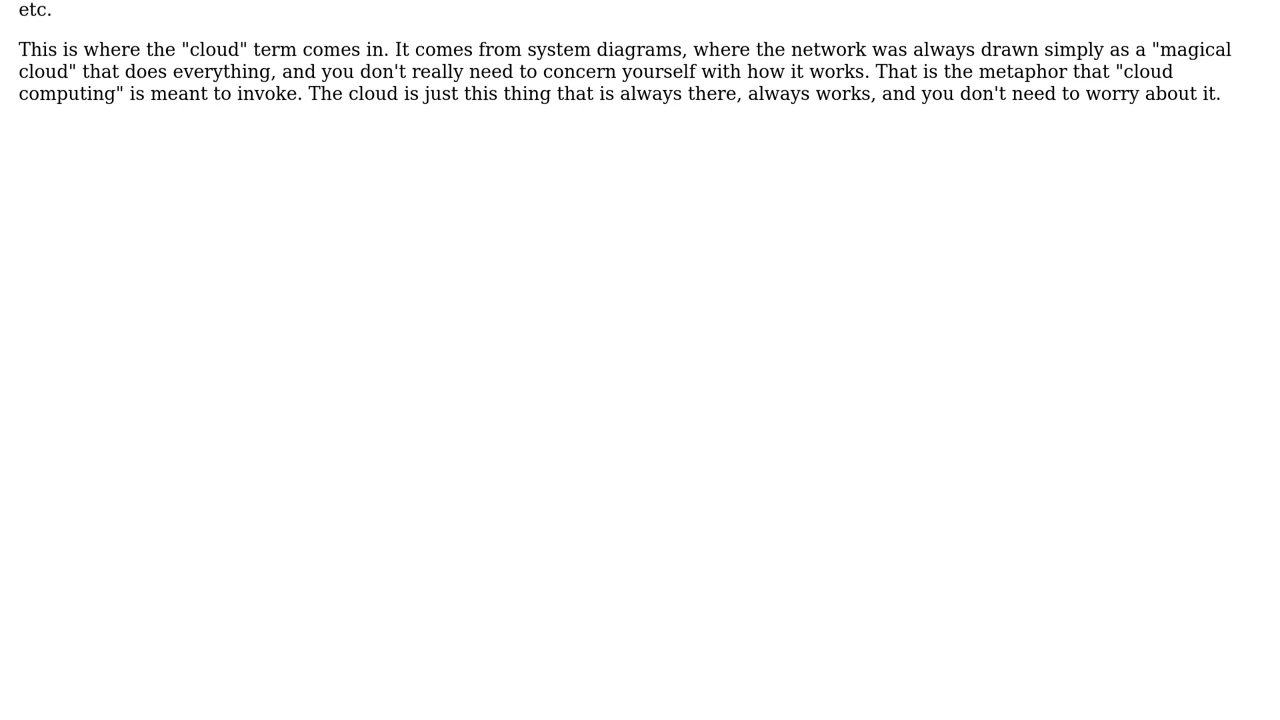 etc.
This is where the "cloud" term comes in. It comes from system diagrams, where the network was always drawn simply as a "magical
cloud" that does everything, and you don't really need to concern yourself with how it works. That is the metaphor that "cloud
computing" is meant to invoke. The cloud is just this thing that is always there, always works, and you don't need to worry about it.